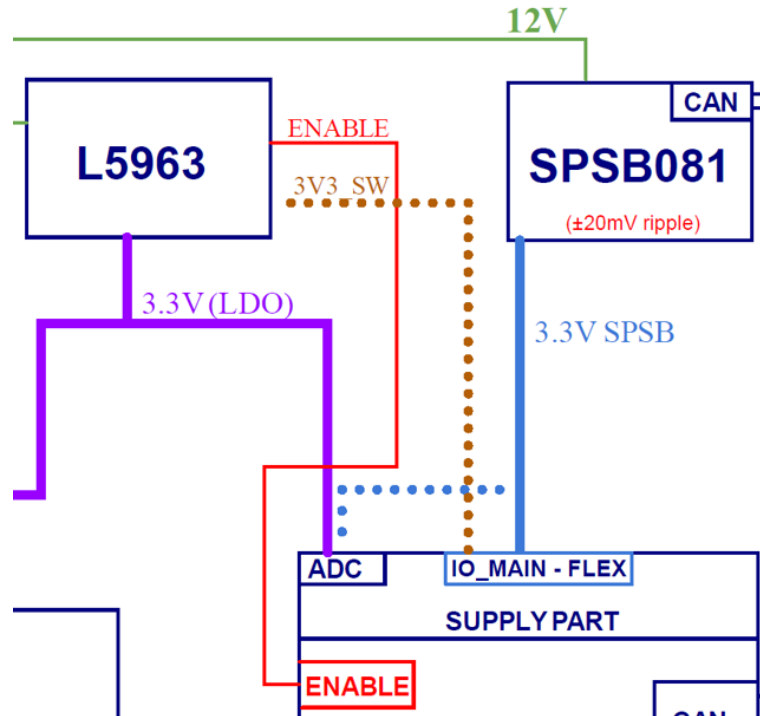 12V
CAN
L5963
ENABLE
SPSB081
3V3_SW
(±20mV ripple)
3.3V (LDO)
3.3V SPSB
ADC
IO_MAIN - FLEX
SUPPLY PART
ENABLE
CAN